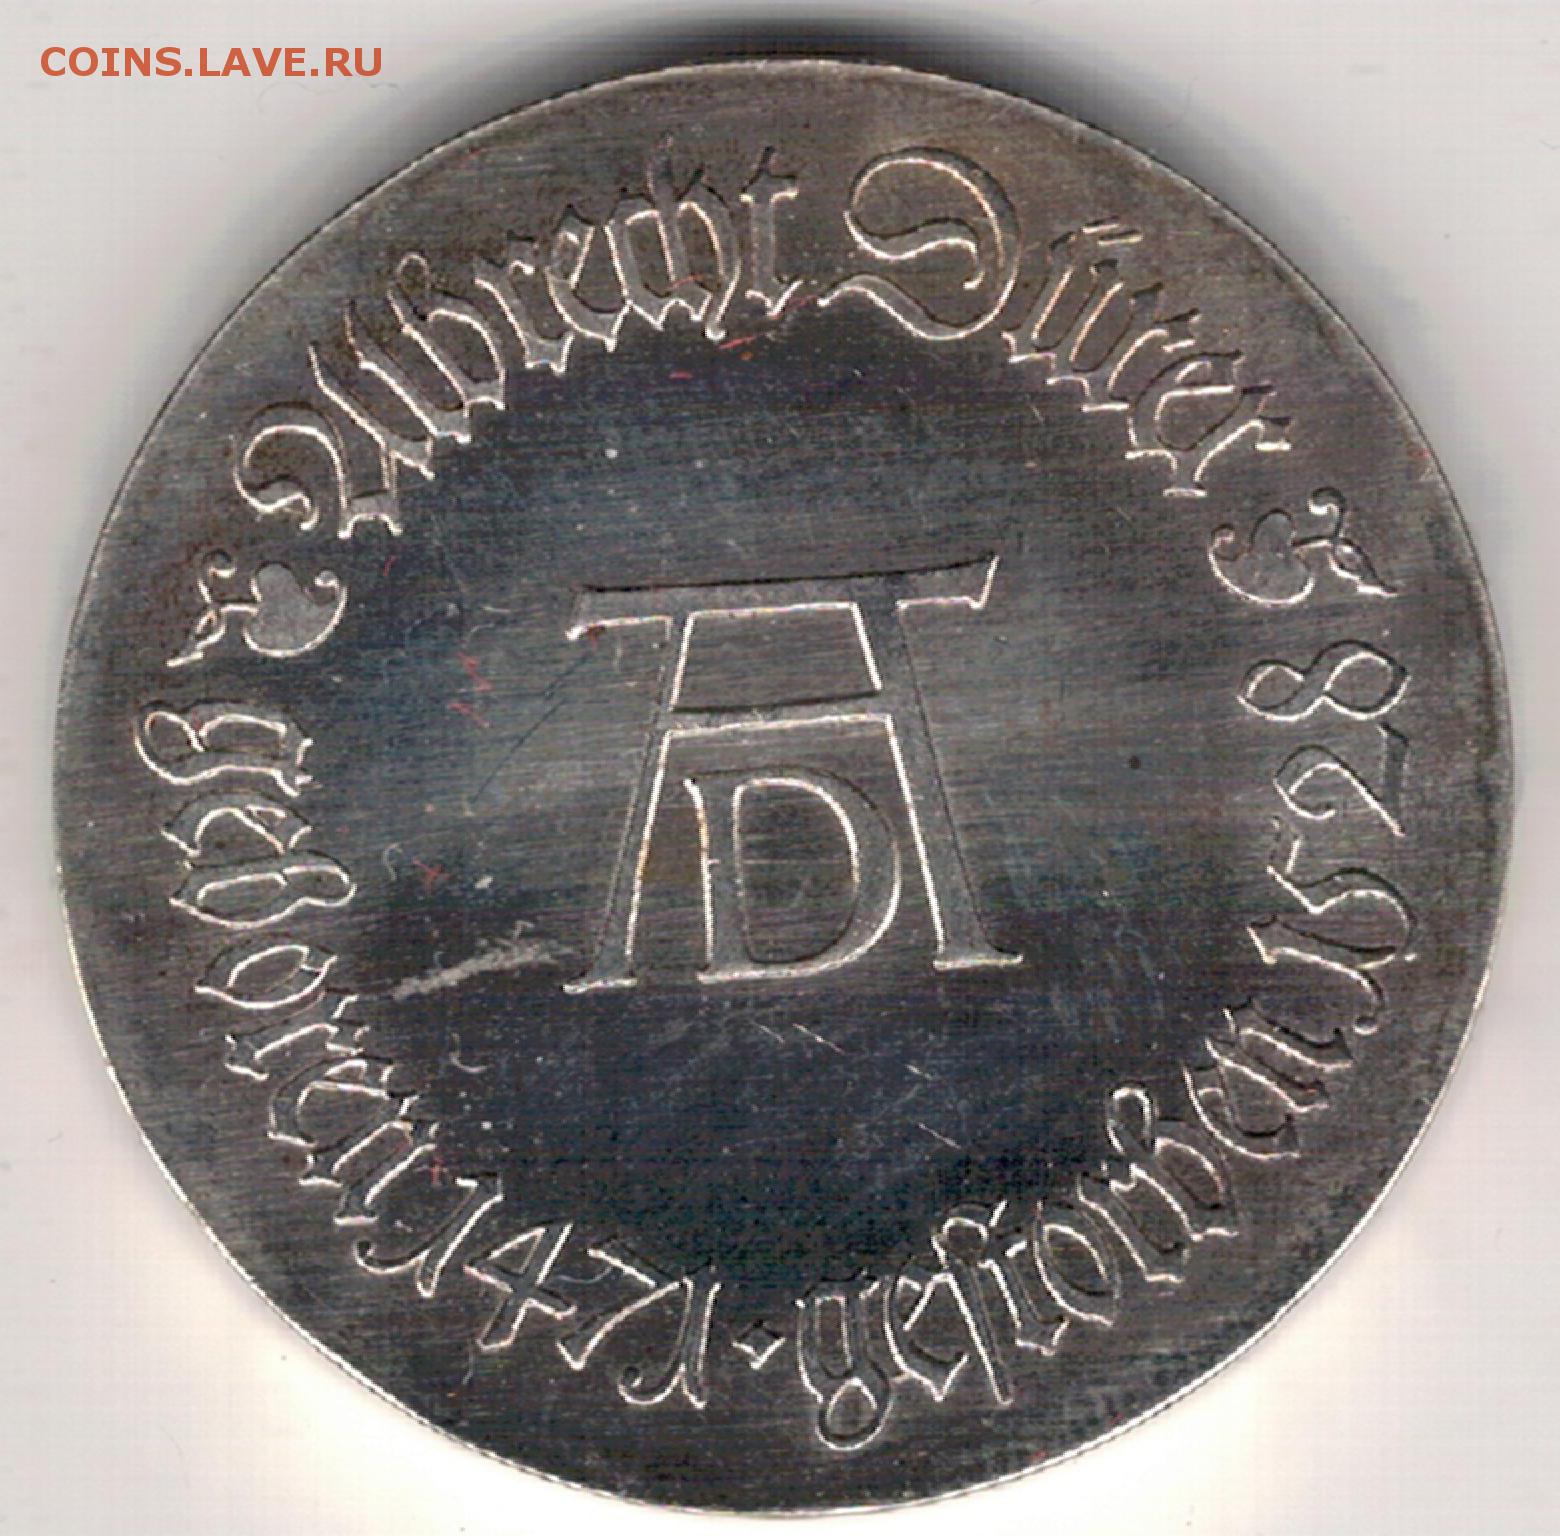 COINS.LAVE.RU
Albrecht Dürer
geboren 1471 · geſtorben 1528
AD